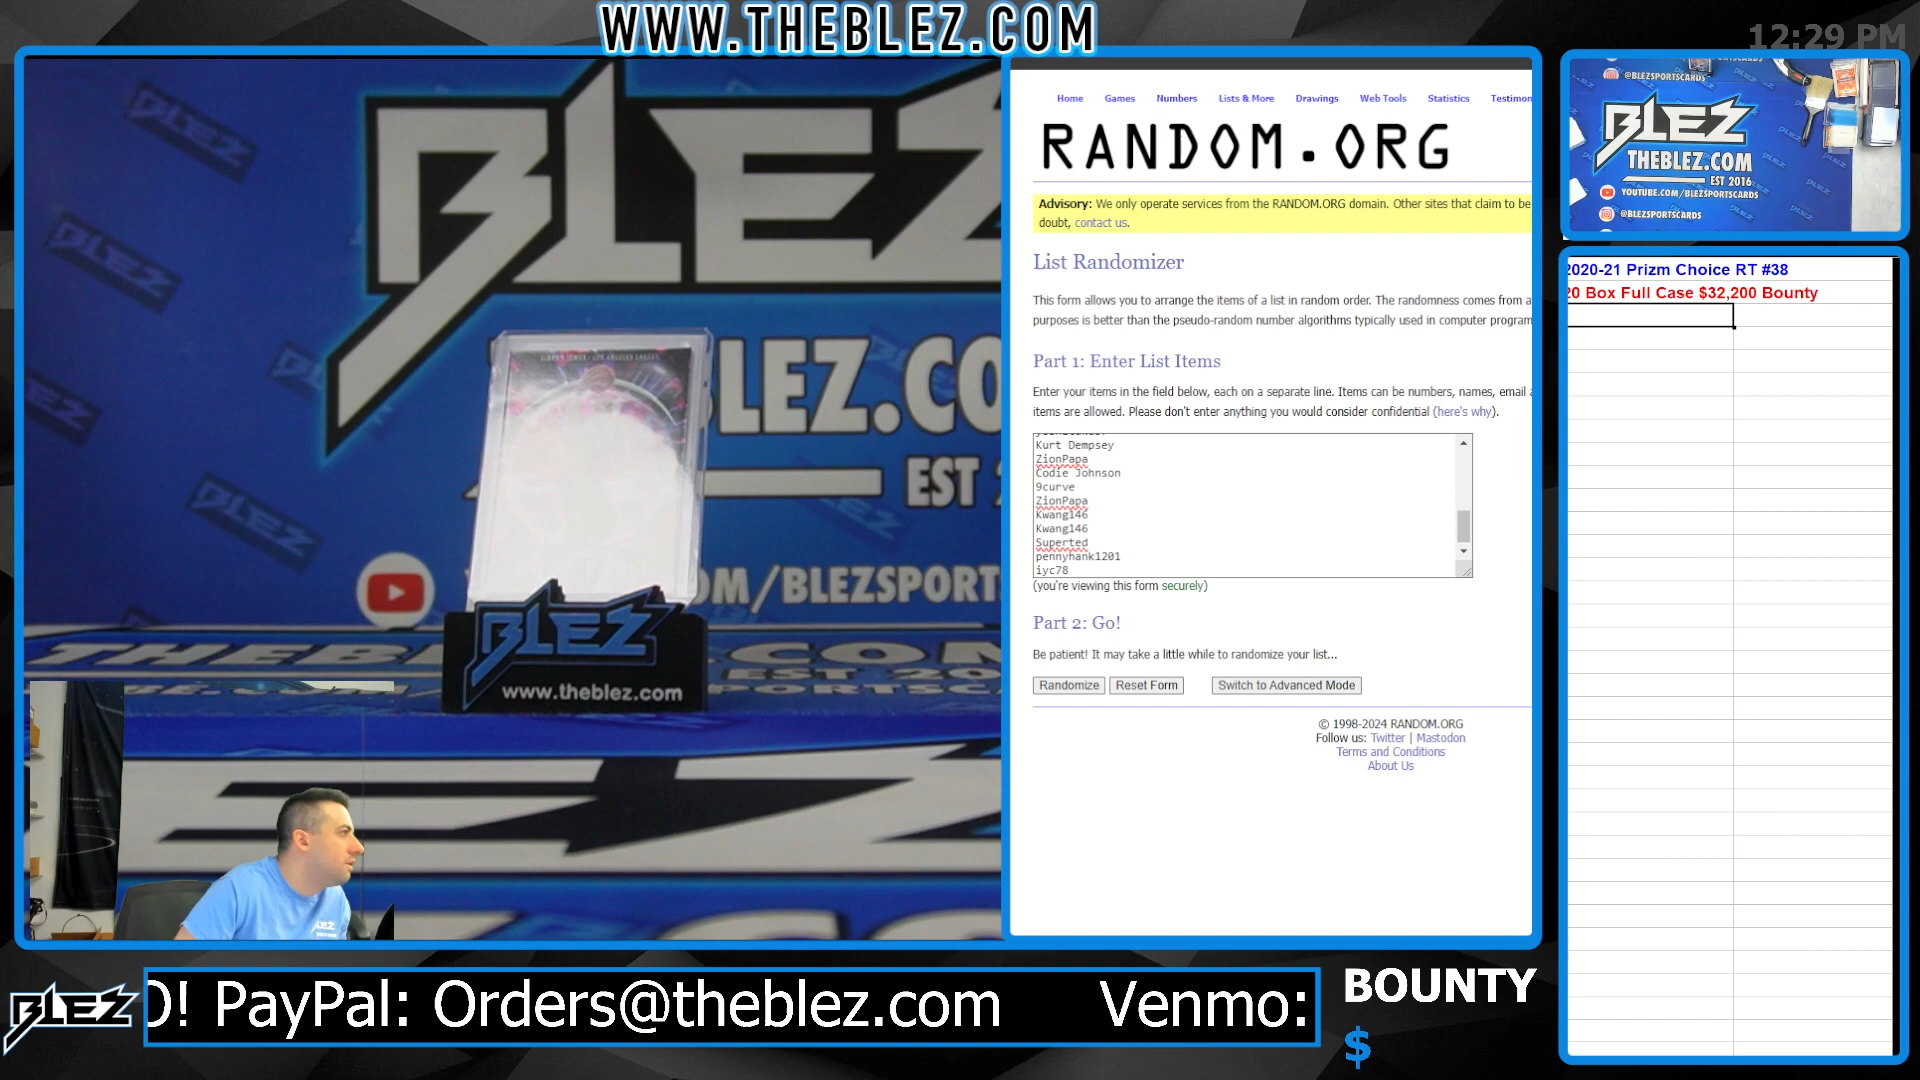 WWW.THEBLEZ.COM
12:29 PM
BLEZ
BLEZ.CO
EST 2
OM/BLEZSPORTS
BLEZ
www.theblez.com
Home Games Numbers Lists & More Drawings Web Tools Statistics Testimon
RANDOM.ORG
Advisory: We only operate services from the RANDOM.ORG domain. Other sites that claim to be
doubt, contact us.
List Randomizer
This form allows you to arrange the items of a list in random order. The randomness comes from a
purposes is better than the pseudo-random number algorithms typically used in computer program
Part 1: Enter List Items
Enter your items in the field below, each on a separate line. Items can be numbers, names, email a
items are allowed. Please don't enter anything you would consider confidential (here's why).
Kurt Dempsey
ZionPapa
Codie Johnson
9curve
ZionPapa
Kwang146
Kwang146
Superted
pennyhank1201
iyc78
(you're viewing this form securely)
Part 2: Go!
Be patient! It may take a little while to randomize your list...
Randomize Reset Form Switch to Advanced Mode
© 1998-2024 RANDOM.ORG
Follow us: Twitter | Mastodon
Terms and Conditions
About Us
@BLEZSPORTSCARDS
BLEZ
THEBLEZ.COM
EST 2016
YOUTUBE.COM/BLEZSPORTSCARDS
@BLEZSPORTSCARDS
2020-21 Prizm Choice RT #38
20 Box Full Case $32,200 Bounty
BLEZ
O! PayPal: Orders@theblez.com Venmo:
BOUNTY
$